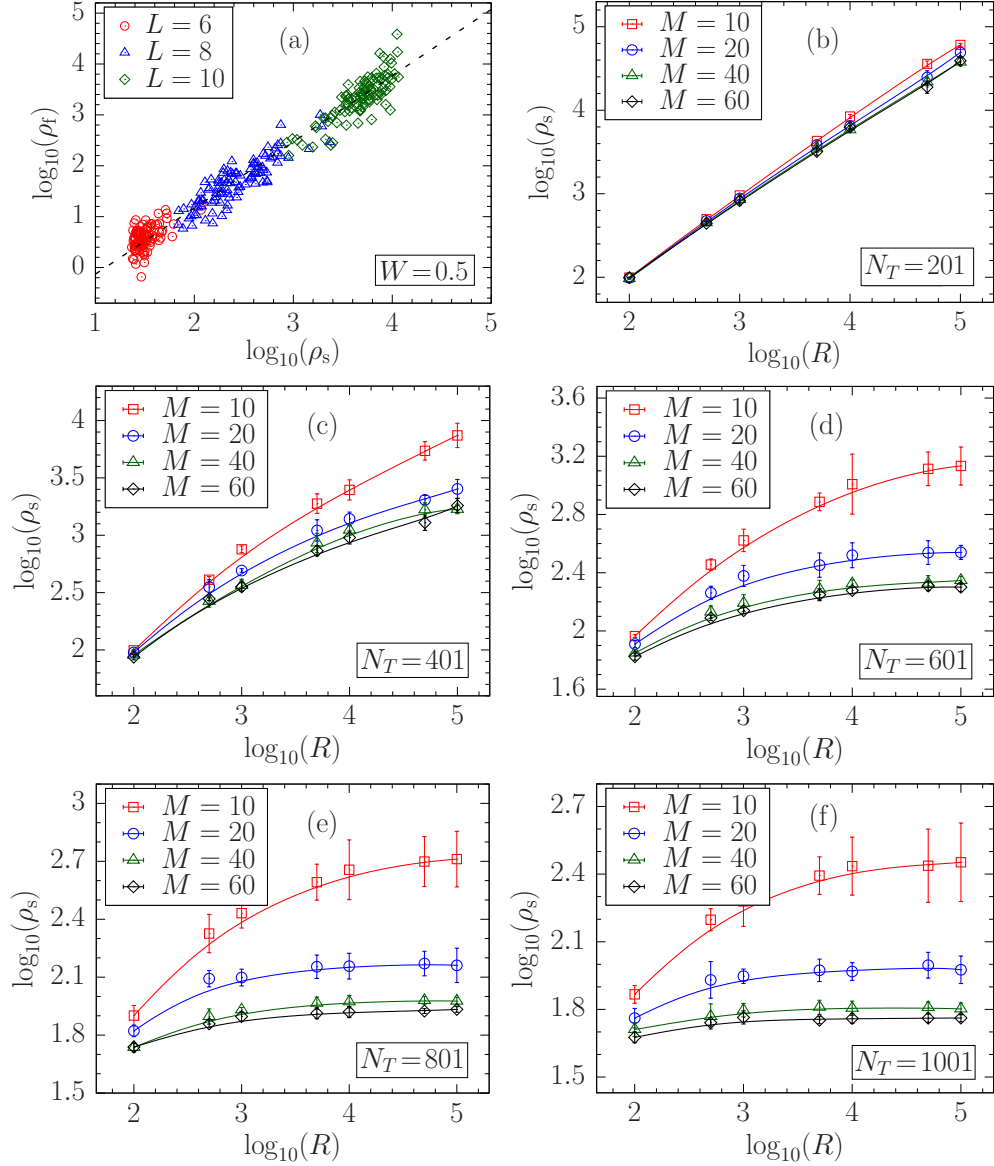 (a)
L = 6
L = 8
L = 10
5
4
3
2
1
0
log10(ρf)
W = 0.5
1 2 3 4 5
log10(ρs)
(b)
M = 10
M = 20
M = 40
M = 60
5
4
3
2
log10(ρs)
N_T = 201
2 3 4 5
log10(R)
(c)
M = 10
M = 20
M = 40
M = 60
4
3.5
3
2.5
2
log10(ρs)
N_T = 401
2 3 4 5
log10(R)
(d)
M = 10
M = 20
M = 40
M = 60
3.6
3.2
2.8
2.4
2
1.6
log10(ρs)
N_T = 601
2 3 4 5
log10(R)
(e)
M = 10
M = 20
M = 40
M = 60
3
2.7
2.4
2.1
1.8
1.5
log10(ρs)
N_T = 801
2 3 4 5
log10(R)
(f)
M = 10
M = 20
M = 40
M = 60
2.7
2.4
2.1
1.8
1.5
log10(ρs)
N_T = 1001
2 3 4 5
log10(R)